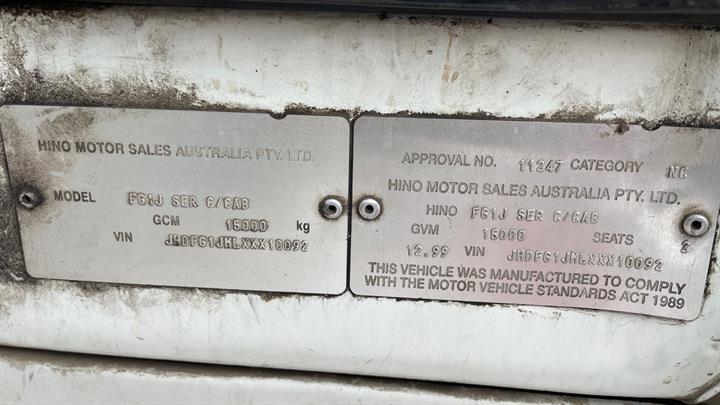 HINO MOTOR SALES AUSTRALIA PTY. LTD.
MODEL FG1J SER C/CAB
GCM 15000 kg
VIN JHDFG1JHLXXX10092
APPROVAL NO. 11247 CATEGORY NC
HINO MOTOR SALES AUSTRALIA PTY. LTD.
HINO FG1J SER C/CAB
GVM 15000 SEATS 2
12.99 VIN JHDFG1JHLXXX10092
THIS VEHICLE WAS MANUFACTURED TO COMPLY
WITH THE MOTOR VEHICLE STANDARDS ACT 1989